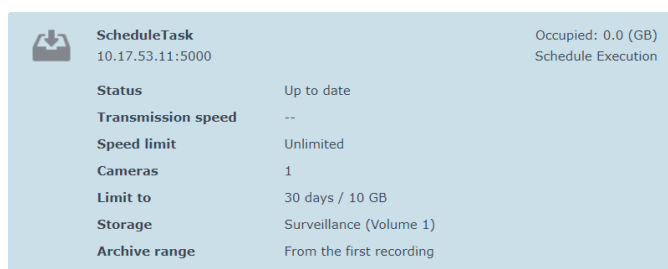 ScheduleTask Occupied: 0.0 (GB)
10.17.53.11:5000 Schedule Execution
Status Up to date
Transmission speed --
Speed limit Unlimited
Cameras 1
Limit to 30 days / 10 GB
Storage Surveillance (Volume 1)
Archive range From the first recording